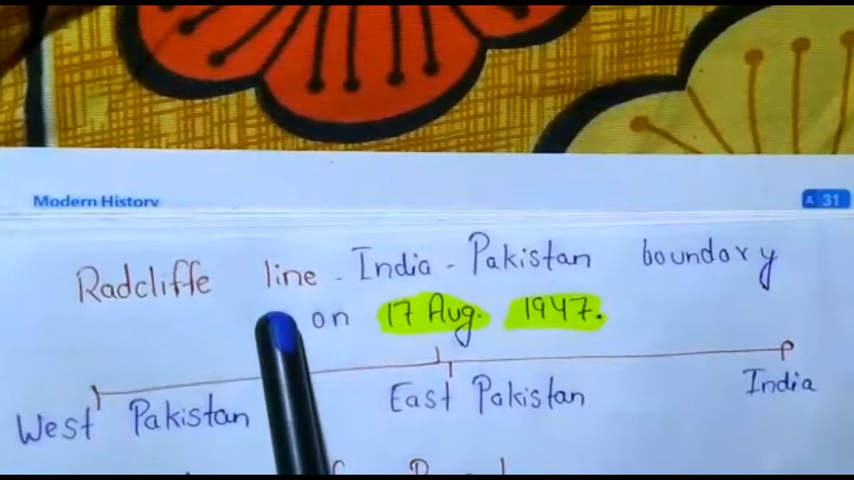 Modern History
A 31
Radcliffe line - India - Pakistan boundary
on 17 Aug. 1947.
West Pakistan East Pakistan India